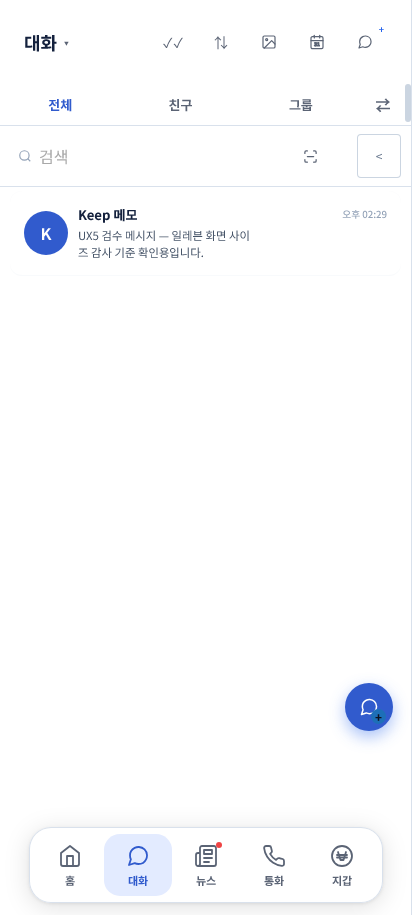 대화
전체 친구 그룹
검색
<
K
Keep 메모
오후 02:29
UX5 검수 메시지 — 일레븐 화면 사이
즈 감사 기준 확인용입니다.
홈 대화 뉴스 통화 지갑